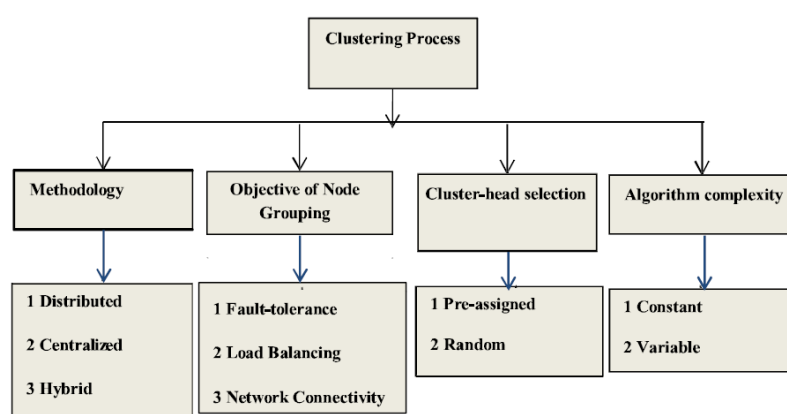 Clustering Process
Methodology
Objective of Node
Grouping
Cluster-head selection
Algorithm complexity
1 Distributed
2 Centralized
3 Hybrid
1 Fault-tolerance
2 Load Balancing
3 Network Connectivity
1 Pre-assigned
2 Random
1 Constant
2 Variable